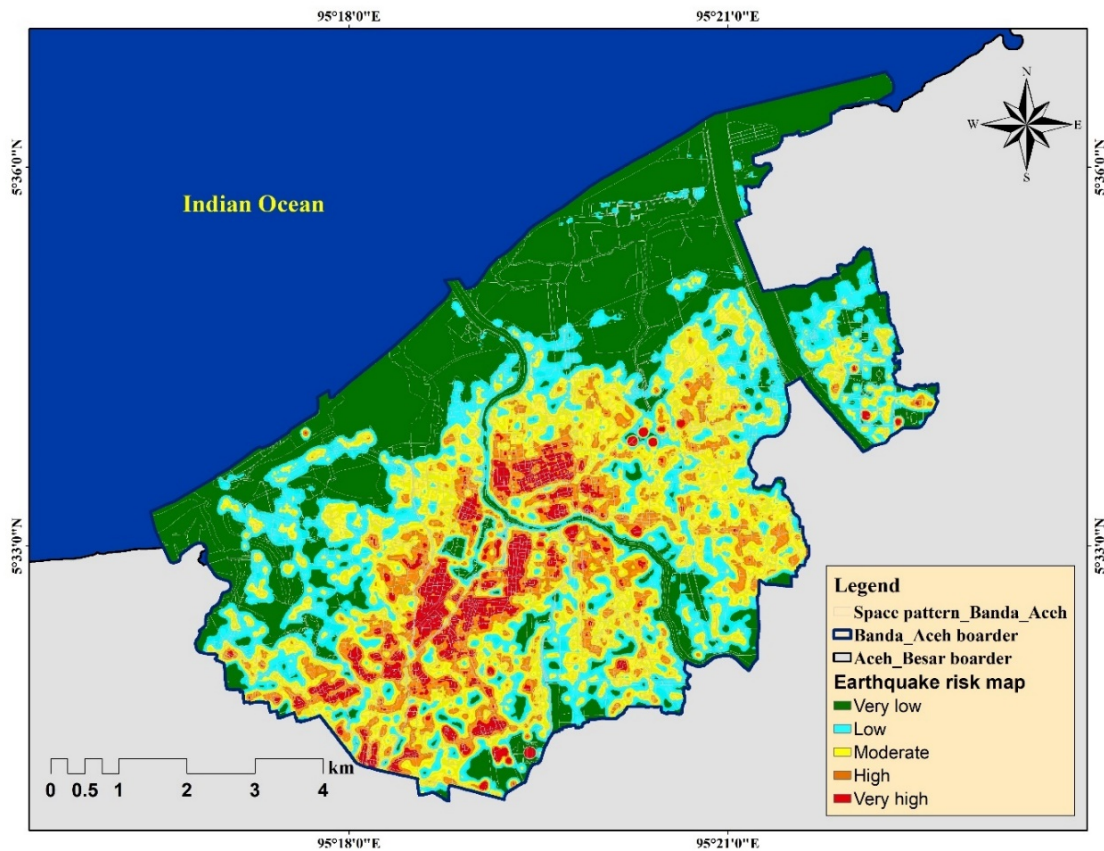 95°18'0"E
95°21'0"E
N
W
E
S
5°36'0"N
5°36'0"N
Indian Ocean
5°33'0"N
5°33'0"N
Legend
Space pattern_Banda_Aceh
Banda_Aceh boarder
Aceh_Besar boarder
Earthquake risk map
Very low
Low
Moderate
High
Very high
km
0 0.5 1 2 3 4
95°18'0"E
95°21'0"E